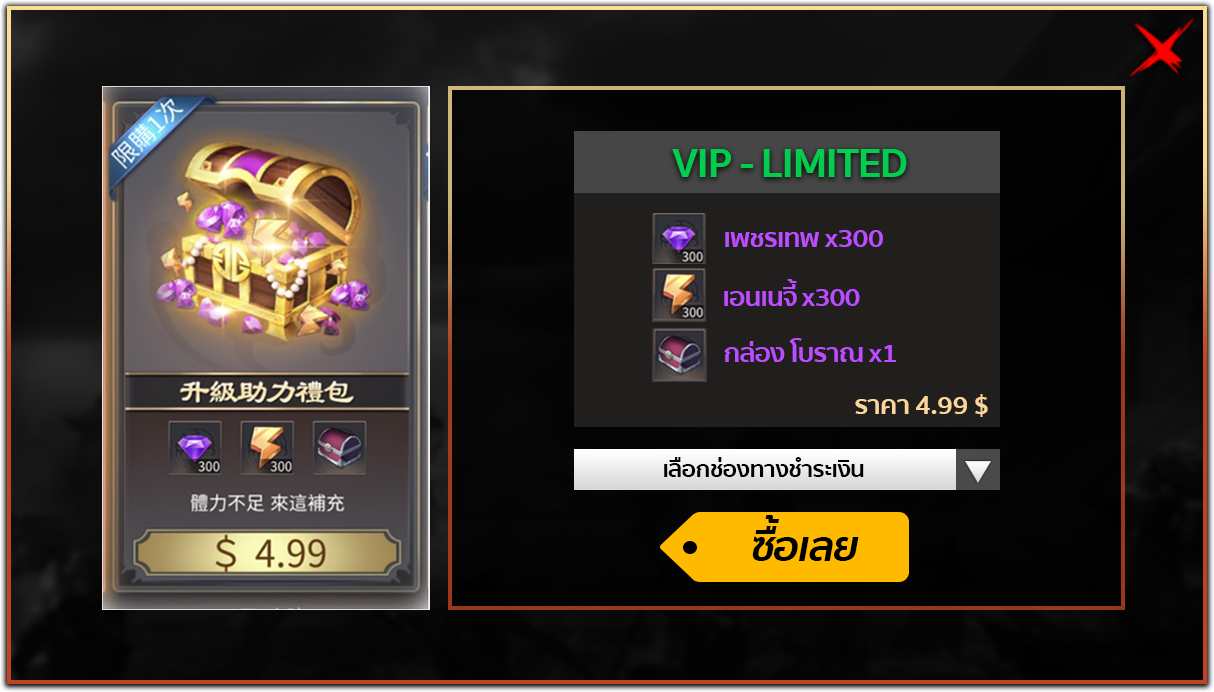 限購1次
升級助力禮包
300
300
體力不足 來這補充
$ 4.99
VIP - LIMITED
300
เพชรเทพ x300
300
เอนเนจี้ x300
กล่อง โบราณ x1
ราคา 4.99 $
เลือกช่องทางชำระเงิน
ซื้อเลย